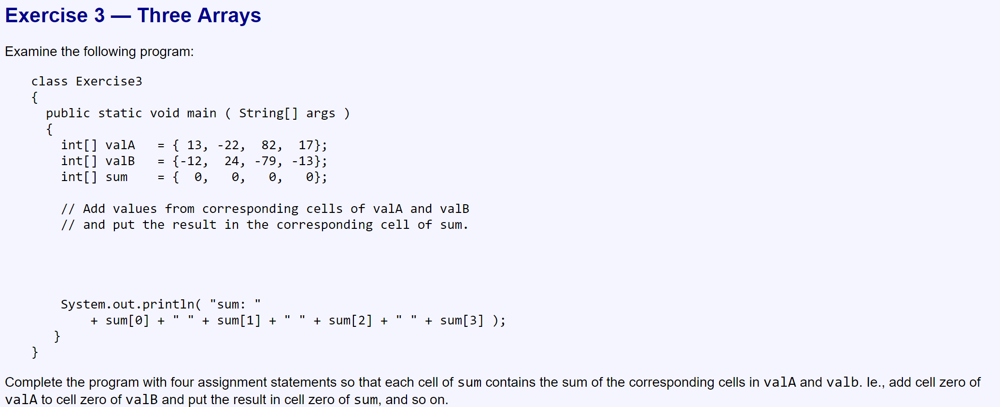 Exercise 3 — Three Arrays
Examine the following program:
class Exercise3
{
  public static void main ( String[] args )
  {
    int[] valA   = { 13, -22,  82,  17};
    int[] valB   = {-12,  24, -79, -13};
    int[] sum    = {  0,   0,   0,   0};
    // Add values from corresponding cells of valA and valB
    // and put the result in the corresponding cell of sum.
    System.out.println( "sum: "
        + sum[0] + " " + sum[1] + " " + sum[2] + " " + sum[3] );
   }
}
Complete the program with four assignment statements so that each cell of sum contains the sum of the corresponding cells in valA and valb. Ie., add cell zero of
valA to cell zero of valB and put the result in cell zero of sum, and so on.